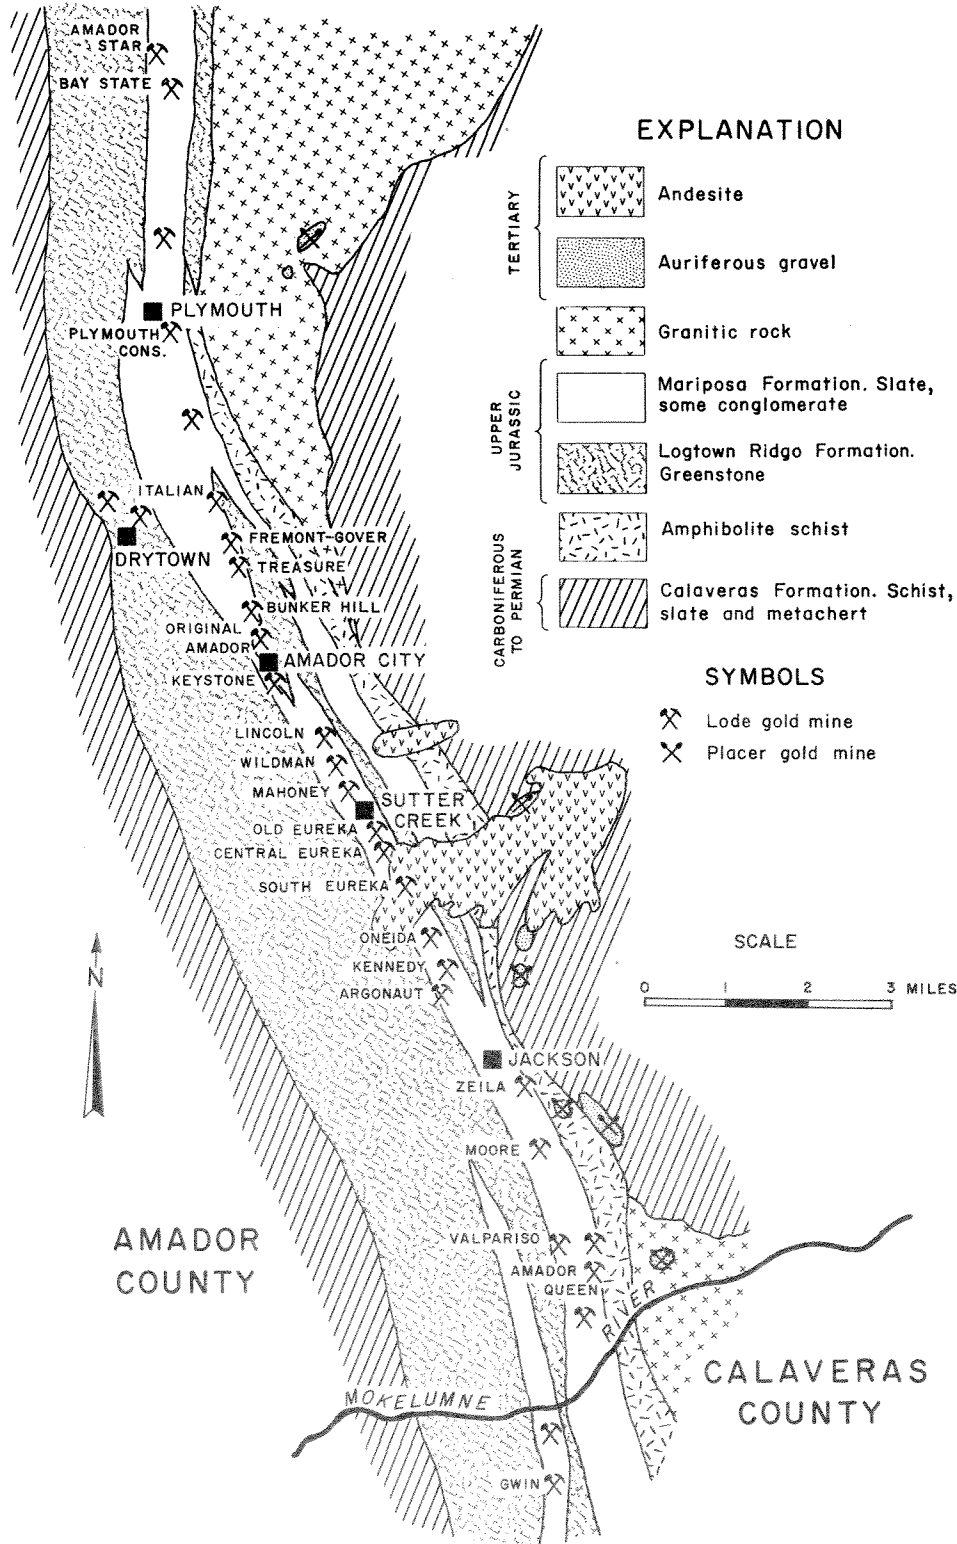 AMADOR
STAR
BAY STATE
PLYMOUTH
PLYMOUTH
CONS.
ITALIAN
DRYTOWN
FREMONT-GOVER
TREASURE
BUNKER HILL
ORIGINAL
AMADOR
AMADOR CITY
KEYSTONE
LINCOLN
WILDMAN
MAHONEY
SUTTER
CREEK
OLD EUREKA
CENTRAL EUREKA
SOUTH EUREKA
ONEIDA
KENNEDY
ARGONAUT
JACKSON
ZEILA
MOORE
VALPARISO
AMADOR
QUEEN
RIVER
MOKELUMNE
GWIN
AMADOR
COUNTY
CALAVERAS
COUNTY
N
EXPLANATION
TERTIARY
Andesite
Auriferous gravel
Granitic rock
UPPER
JURASSIC
Mariposa Formation. Slate,
some conglomerate
Logtown Ridgo Formation.
Greenstone
Amphibolite schist
CARBONIFEROUS
TO PERMIAN
Calaveras Formation. Schist,
slate and metachert
SYMBOLS
Lode gold mine
Placer gold mine
SCALE
0 1 2 3 MILES